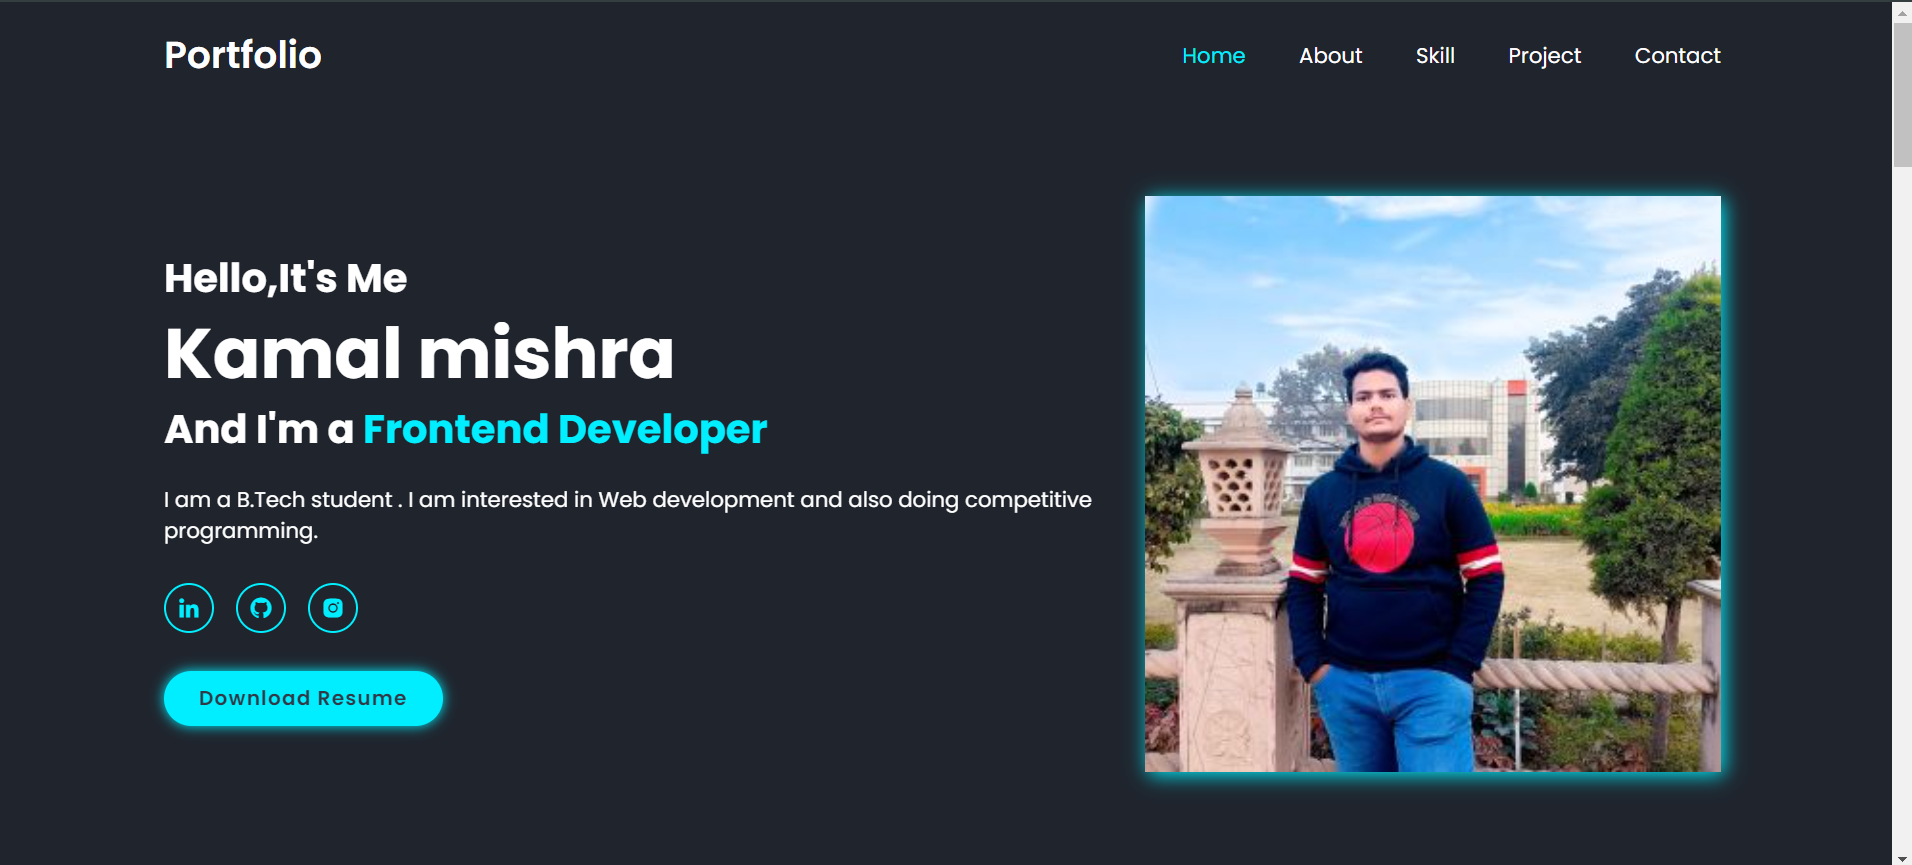 Portfolio
Home About Skill Project Contact
Hello,It's Me
Kamal mishra
And I'm a Frontend Developer
I am a B.Tech student . I am interested in Web development and also doing competitive
programming.
in
Download Resume